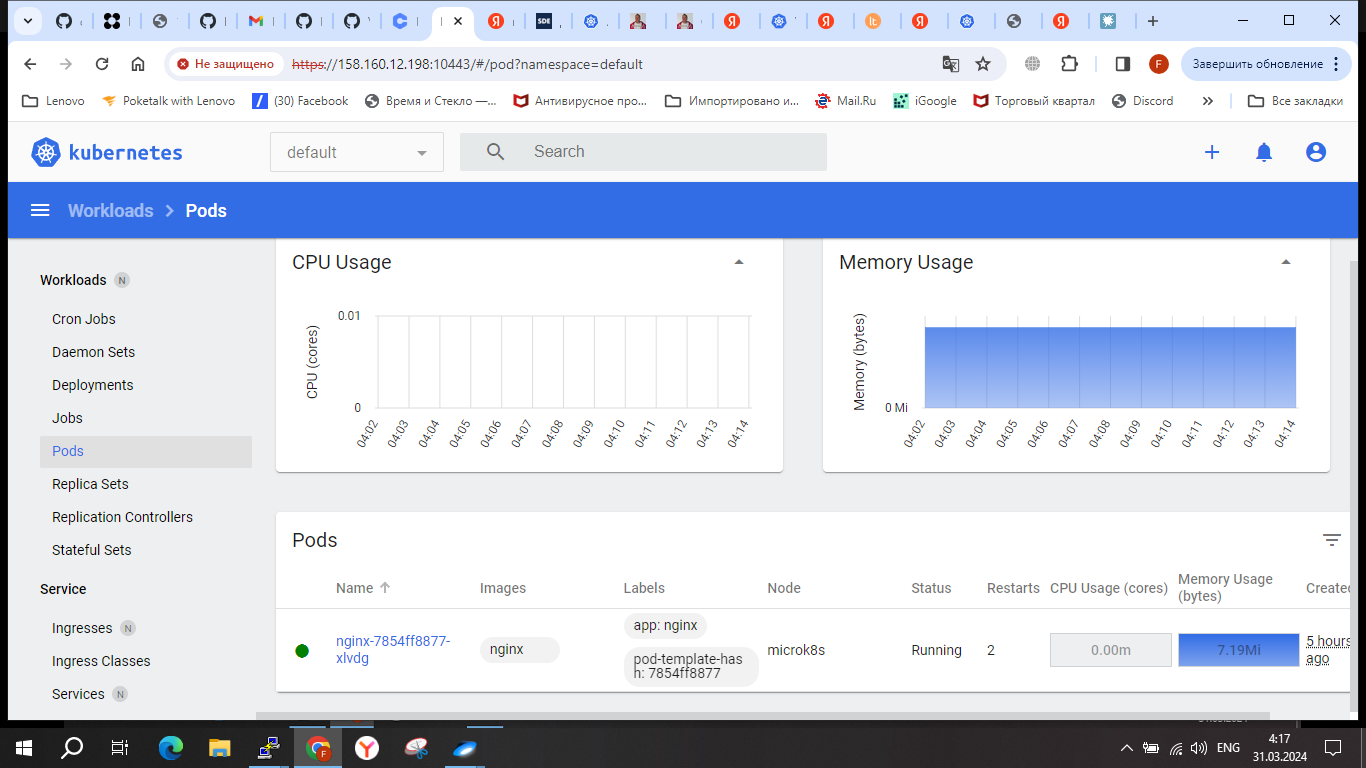 SDE
lt
Не защищено
https://158.160.12.198:10443/#/pod?namespace=default
F
Завершить обновление
Lenovo
Poketalk with Lenovo
(30) Facebook
Время и Стекло —...
Антивирусное про...
Импортировано и...
Mail.Ru
iGoogle
Торговый квартал
Discord
Все закладки
kubernetes
default
Search
Workloads
Pods
Workloads N
Cron Jobs
Daemon Sets
Deployments
Jobs
Pods
Replica Sets
Replication Controllers
Stateful Sets
Service
Ingresses N
Ingress Classes
Services N
CPU Usage
CPU (cores)
0.01
0
04:02 04:03 04:04 04:05 04:06 04:07 04:08 04:09 04:10 04:11 04:12 04:13 04:14
Memory Usage
Memory (bytes)
0 Mi
04:02 04:03 04:04 04:05 04:06 04:07 04:08 04:09 04:10 04:11 04:12 04:13 04:14
Pods
Name Images Labels Node Status Restarts CPU Usage (cores) Memory Usage
(bytes) Created
nginx-7854ff8877-
xlvdg
nginx
app: nginx
pod-template-has
h: 7854ff8877
microk8s
Running
2
0.00m
7.19Mi
5 hours
ago
ENG
4:17
31.03.2024